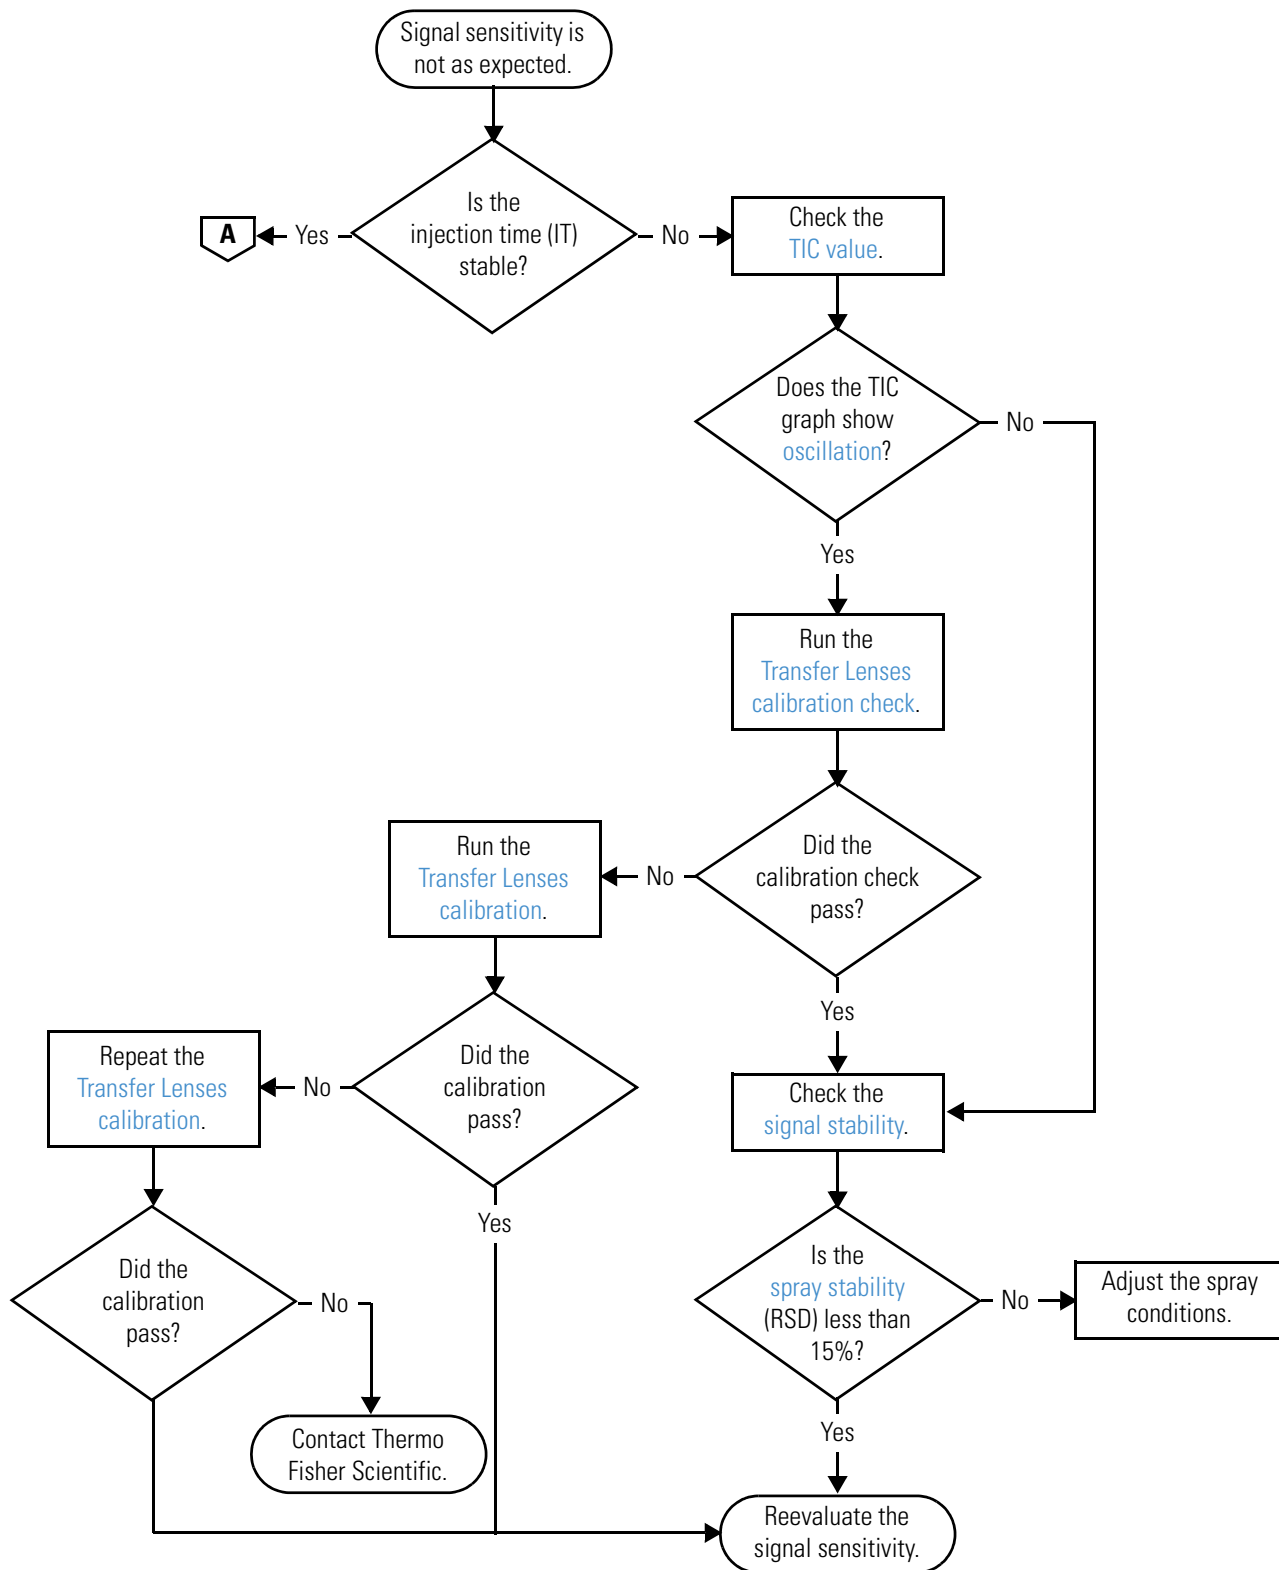 Signal sensitivity is
not as expected.
Is the
injection time (IT)
stable?
Yes
A
No
Check the
TIC value.
Does the TIC
graph show
oscillation?
No
Yes
Run the
Transfer Lenses
calibration check.
Did the
calibration check
pass?
No
Run the
Transfer Lenses
calibration.
Yes
Did the
calibration
pass?
No
Repeat the
Transfer Lenses
calibration.
Check the
signal stability.
Yes
Did the
calibration
pass?
No
Is the
spray stability
(RSD) less than
15%?
No
Adjust the spray
conditions.
Contact Thermo
Fisher Scientific.
Yes
Reevaluate the
signal sensitivity.